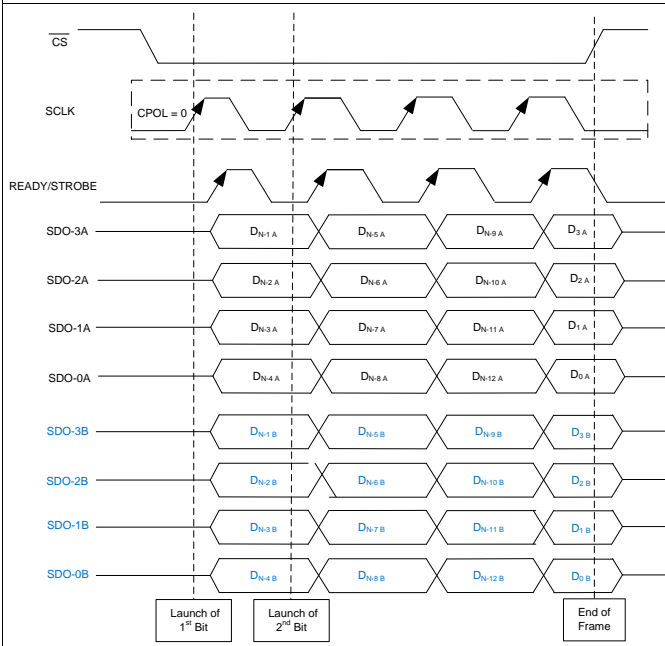 CS
SCLK
CPOL = 0
READY/STROBE
SDO-3A DN-1 A DN-5 A DN-9 A D3 A
SDO-2A DN-2 A DN-6 A DN-10 A D2 A
SDO-1A DN-3 A DN-7 A DN-11 A D1 A
SDO-0A DN-4 A DN-8 A DN-12 A D0 A
SDO-3B DN-1 B DN-5 B DN-9 B D3 B
SDO-2B DN-2 B DN-6 B DN-10 B D2 B
SDO-1B DN-3 B DN-7 B DN-11 B D1 B
SDO-0B DN-4 B DN-8 B DN-12 B D0 B
Launch of
1st Bit
Launch of
2nd Bit
End of
Frame